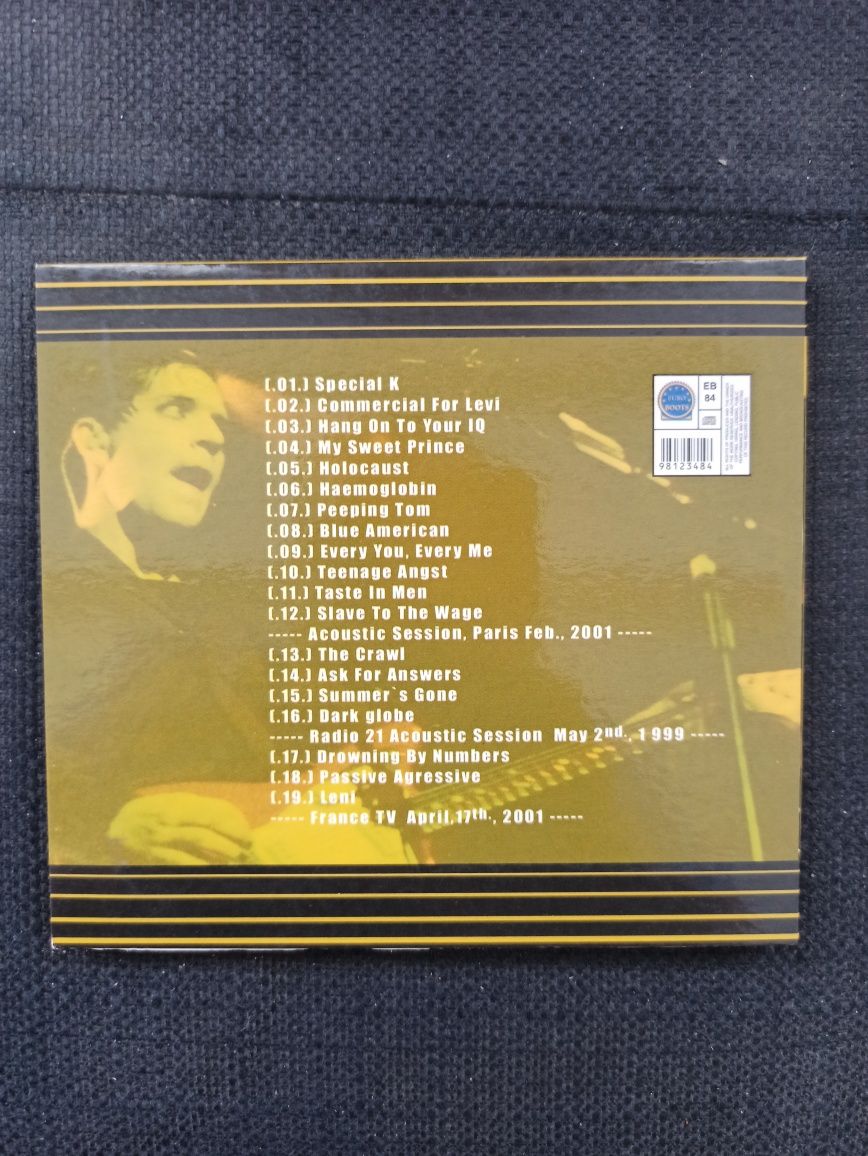 (.01.) Special K
(.02.) Commercial For Levi
(.03.) Hang On To Your IQ
(.04.) My Sweet Prince
(.05.) Holocaust
(.06.) Haemoglobin
(.07.) Peeping Tom
(.08.) Blue American
(.09.) Every You, Every Me
(.10.) Teenage Angst
(.11.) Taste In Men
(.12.) Slave To The Wage
----- Acoustic Session, Paris Feb., 2001 -----
(.13.) The Crawl
(.14.) Ask For Answers
(.15.) Summer`s Gone
(.16.) Dark globe
----- Radio 21 Acoustic Session May 2nd., 1999 -----
(.17.) Drowning By Numbers
(.18.) Passive Agressive
(.19.) Leni
----- France TV April,17th., 2001 -----
EURO
BOOTS
EB
84
98123484